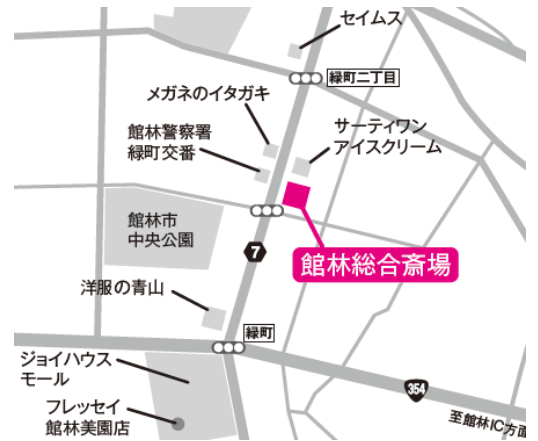 セイムス
緑町二丁目
メガネのイタガキ
サーティワン
アイスクリーム
館林警察署
緑町交番
館林市
中央公園
7
館林総合斎場
洋服の青山
緑町
ジョイハウス
モール
354
フレッセイ
館林美園店
至館林IC方面